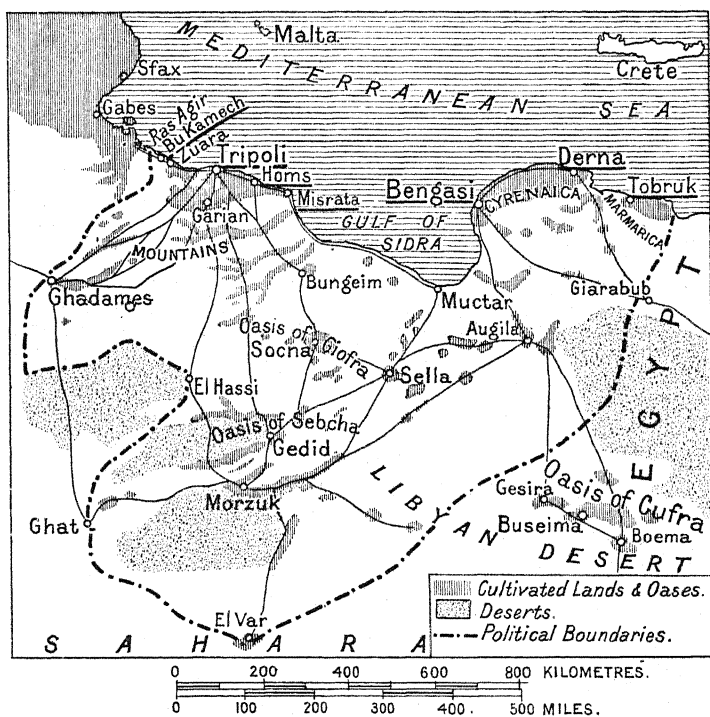 MEDITERRANEAN SEA
Malta
Crete
Sfax
Gabes
Ras Agir
Bu Kamech
Zuara
Tripoli
Homs
Misrata
Garian
MOUNTAINS
Ghadames
GULF OF
SIDRA
Bengasi
CYRENAICA
Derna
MARMARICA
Tobruk
Giarabub
EGYPT
Bungeim
Muctar
Augila
Oasis of Giofra
Socna
Sella
El Hassi
Oasis of Sebcha
Gedid
Morzuk
Ghat
LIBYAN DESERT
Gesira
Oasis of Cufra
Buseima
Boema
El Var
SAHARA
Cultivated Lands & Oases.
Deserts.
Political Boundaries.
0 200 400 500 600 800 KILOMETRES.
0 100 200 300 400. 500 MILES.